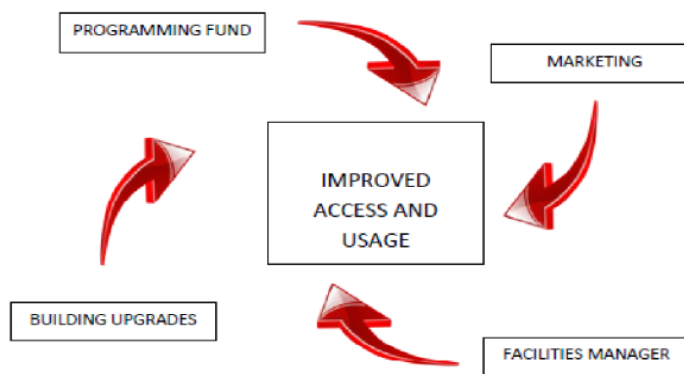 PROGRAMMING FUND
MARKETING
IMPROVED
ACCESS AND
USAGE
BUILDING UPGRADES
FACILITIES MANAGER